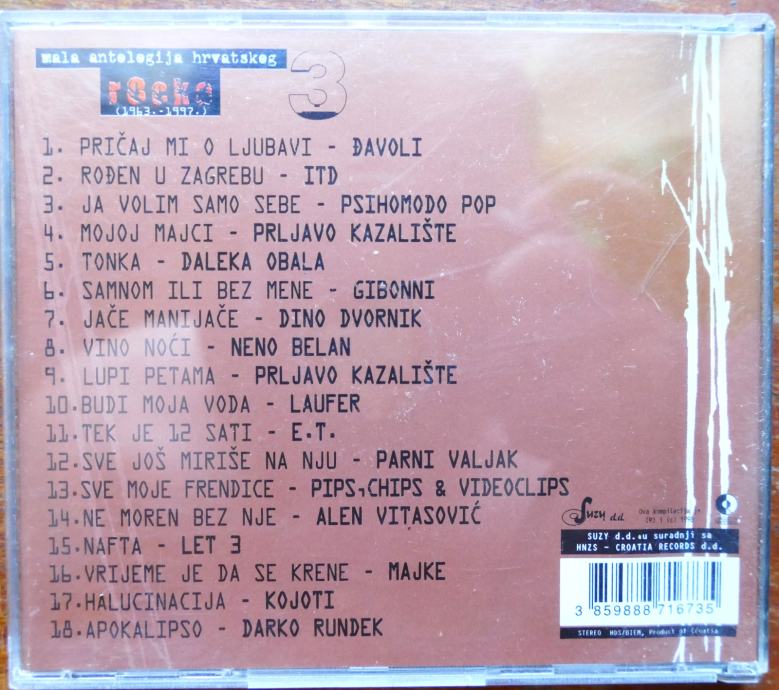 mala antologija hrvatskog
rocka
(1963.-1997.)
3
1. PRIČAJ MI O LJUBAVI - ĐAVOLI
2. ROĐEN U ZAGREBU - ITD
3. JA VOLIM SAMO SEBE - PSIHOMODO POP
4. MOJOJ MAJCI - PRLJAVO KAZALIŠTE
5. TONKA - DALEKA OBALA
6. SAMNOM ILI BEZ MENE - GIBONNI
7. JAČE MANIJAČE - DINO DVORNIK
8. VINO NOĆI - NENO BELAN
9. LUPI PETAMA - PRLJAVO KAZALIŠTE
10.BUDI MOJA VODA - LAUFER
11.TEK JE 12 SATI - E.T.
12.SVE JOŠ MIRIŠE NA NJU - PARNI VALJAK
13.SVE MOJE FRENDICE - PIPS,CHIPS & VIDEOCLIPS
14.NE MOREN BEZ NJE - ALEN VITASOVIĆ
15.NAFTA - LET 3
16.VRIJEME JE DA SE KRENE - MAJKE
17.HALUCINACIJA - KOJOTI
18.APOKALIPSO - DARKO RUNDEK
Suzy d.d.
Ova kompilacija je
(P) i (c)
SUZY d.d. u suradnji sa
HNZS - CROATIA RECORDS d.d.
3 859888 716735
STEREO HDS/BIEM, Product of Croatia